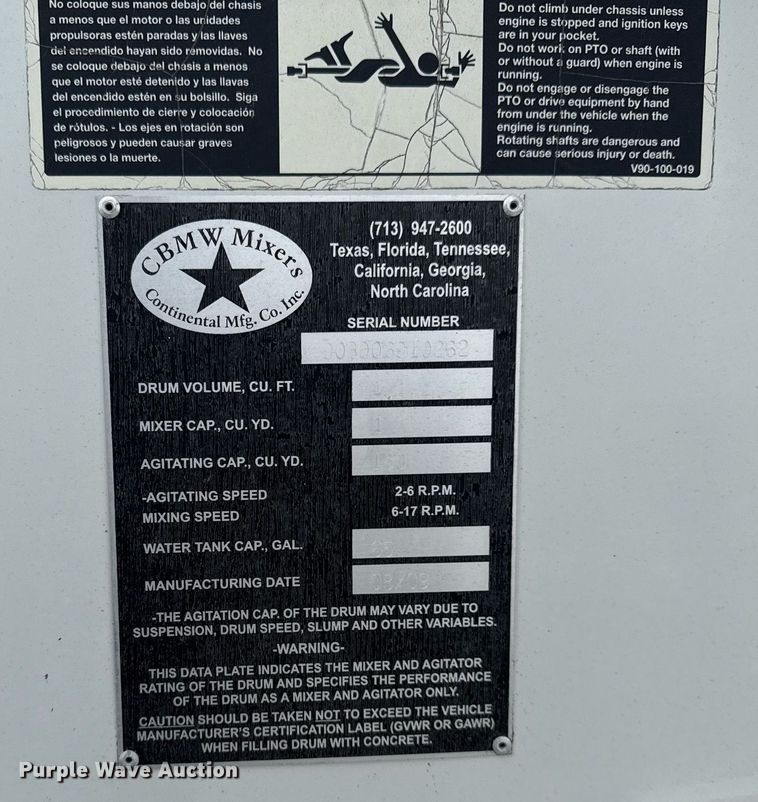 No coloque sus manos debajo del chasis
a menos que el motor o las unidades
propulsoras estén paradas y las llaves
del encendido hayan sido removidas. No
se coloque debajo del chasis a menos
que el motor esté detenido y las llavas
del encendido estén en su bolsillo. Siga
el procedimiento de cierre y colocación
de rótulos. - Los ejes en rotación son
peligrosos y pueden causar graves
lesiones o la muerte.
Do not climb under chassis unless
engine is stopped and ignition keys
are in your pocket.
Do not work on PTO or shaft (with
or without a guard) when engine is
running.
Do not engage or disengage the
PTO or drive equipment by hand
from under the vehicle when the
engine is running.
Rotating shafts are dangerous and
can cause serious injury or death.
V90-100-019
CBMW Mixers
Continental Mfg. Co. Inc.
(713) 947-2600
Texas, Florida, Tennessee,
California, Georgia,
North Carolina
SERIAL NUMBER
DRUM VOLUME, CU. FT.
MIXER CAP., CU. YD.
AGITATING CAP., CU. YD.
-AGITATING SPEED 2-6 R.P.M.
MIXING SPEED 6-17 R.P.M.
WATER TANK CAP., GAL.
MANUFACTURING DATE
-THE AGITATION CAP. OF THE DRUM MAY VARY DUE TO
SUSPENSION, DRUM SPEED, SLUMP AND OTHER VARIABLES.
-WARNING-
THIS DATA PLATE INDICATES THE MIXER AND AGITATOR
RATING OF THE DRUM AND SPECIFIES THE PERFORMANCE
OF THE DRUM AS A MIXER AND AGITATOR ONLY.
CAUTION SHOULD BE TAKEN NOT TO EXCEED THE VEHICLE
MANUFACTURER'S CERTIFICATION LABEL (GVWR OR GAWR)
WHEN FILLING DRUM WITH CONCRETE.
Purple Wave Auction